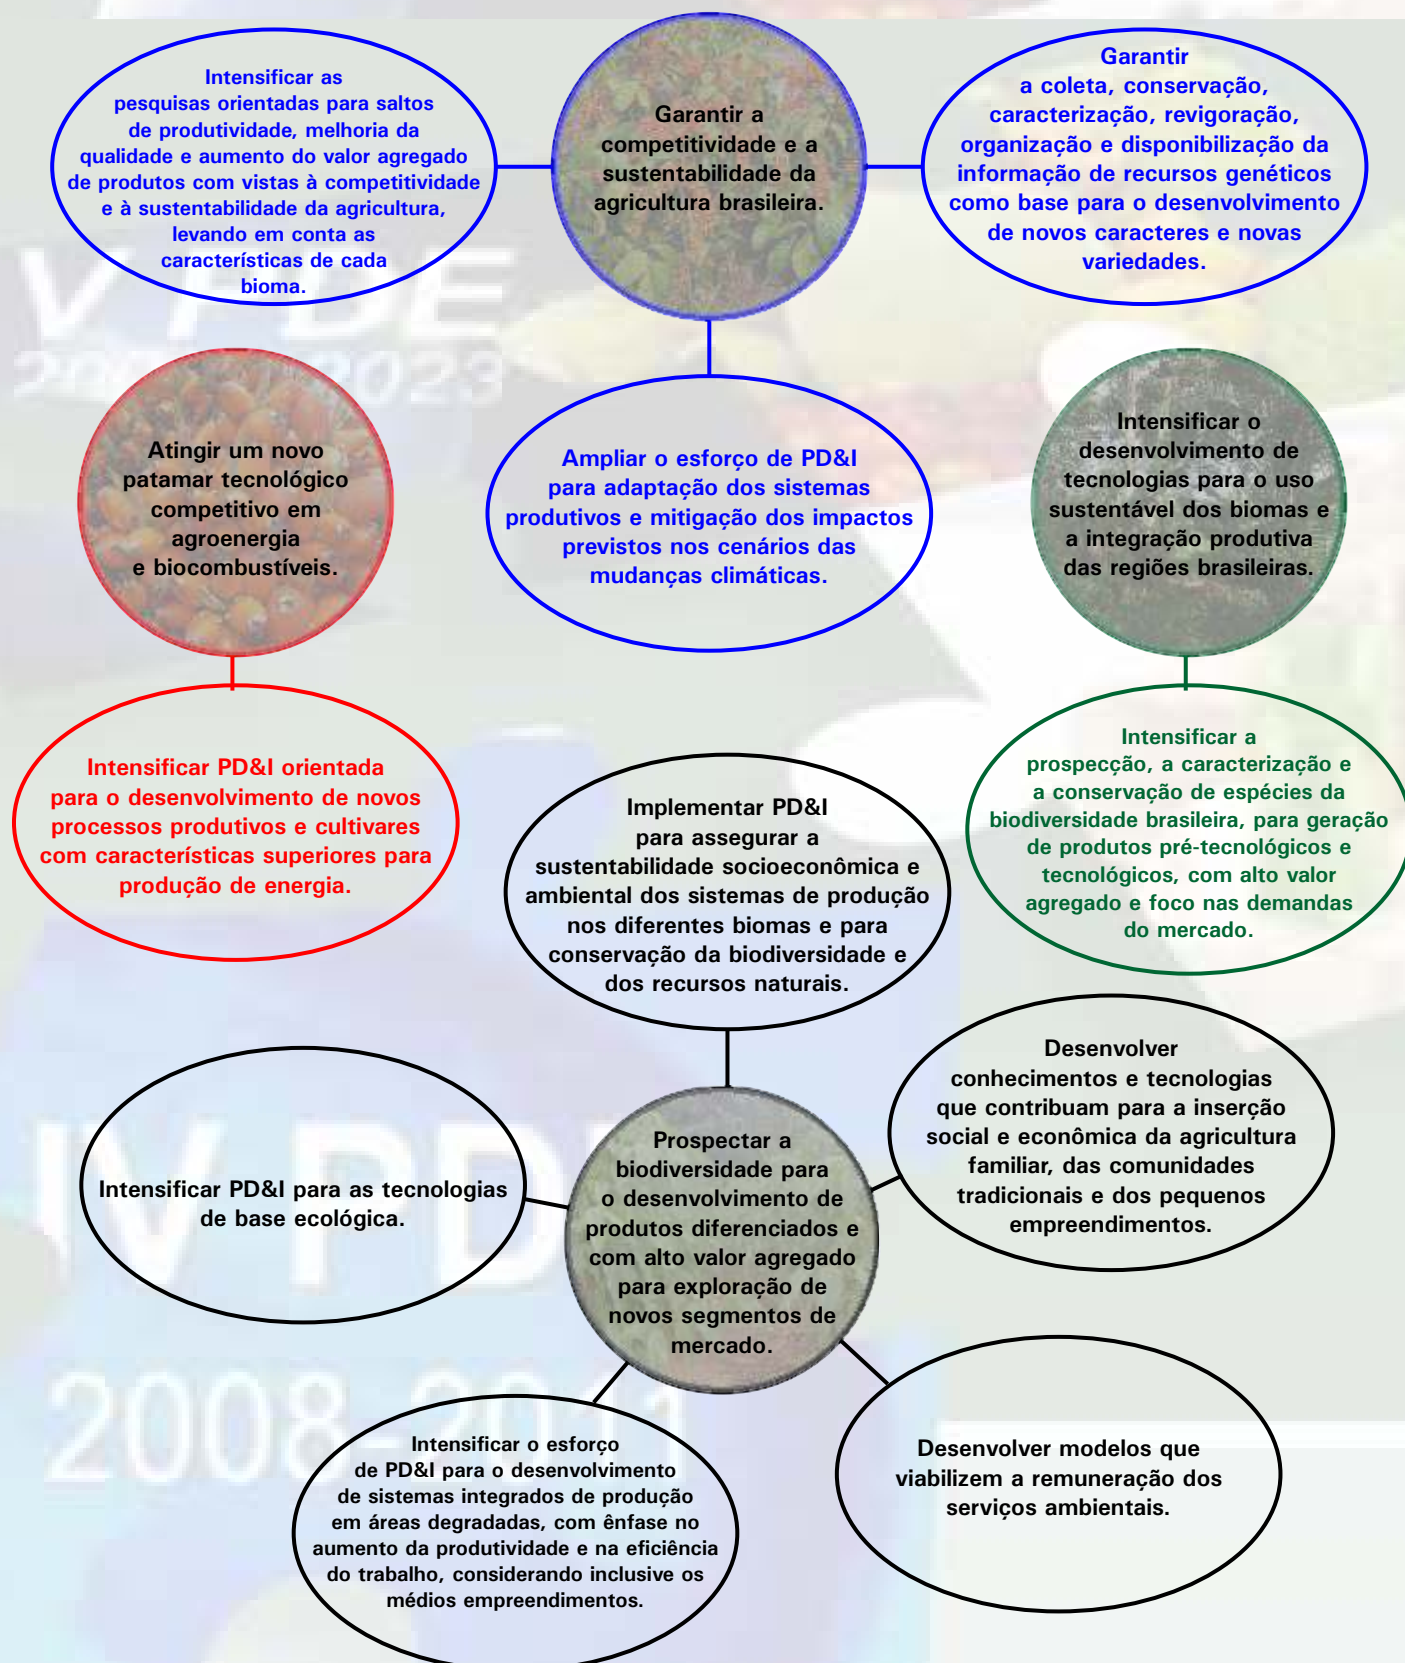 Intensificar as
pesquisas orientadas para saltos
de produtividade, melhoria da
qualidade e aumento do valor agregado
de produtos com vistas à competitividade
e à sustentabilidade da agricultura,
levando em conta as
características de cada
bioma.
Garantir a
competitividade e a
sustentabilidade da
agricultura brasileira.
Garantir
a coleta, conservação,
caracterização, revigoração,
organização e disponibilização da
informação de recursos genéticos
como base para o desenvolvimento
de novos caracteres e novas
variedades.
V PDE
Atingir um novo
patamar tecnológico
competitivo em
agroenergia
e biocombustíveis.
Ampliar o esforço de PD&I
para adaptação dos sistemas
produtivos e mitigação dos impactos
previstos nos cenários das
mudanças climáticas.
Intensificar o
desenvolvimento de
tecnologias para o uso
sustentável dos biomas e
a integração produtiva
das regiões brasileiras.
Intensificar PD&I orientada
para o desenvolvimento de novos
processos produtivos e cultivares
com características superiores para
produção de energia.
Implementar PD&I
para assegurar a
sustentabilidade socioeconômica e
ambiental dos sistemas de produção
nos diferentes biomas e para
conservação da biodiversidade e
dos recursos naturais.
Intensificar a
prospecção, a caracterização e
a conservação de espécies da
biodiversidade brasileira, para geração
de produtos pré-tecnológicos e
tecnológicos, com alto valor
agregado e foco nas demandas
do mercado.
Intensificar PD&I para as tecnologias
de base ecológica.
Prospectar a
biodiversidade para
o desenvolvimento de
produtos diferenciados e
com alto valor agregado
para exploração de
novos segmentos de
mercado.
Desenvolver
conhecimentos e tecnologias
que contribuam para a inserção
social e econômica da agricultura
familiar, das comunidades
tradicionais e dos pequenos
empreendimentos.
IV PD
2008-2011
Intensificar o esforço
de PD&I para o desenvolvimento
de sistemas integrados de produção
em áreas degradadas, com ênfase no
aumento da produtividade e na eficiência
do trabalho, considerando inclusive os
médios empreendimentos.
Desenvolver modelos que
viabilizem a remuneração dos
serviços ambientais.